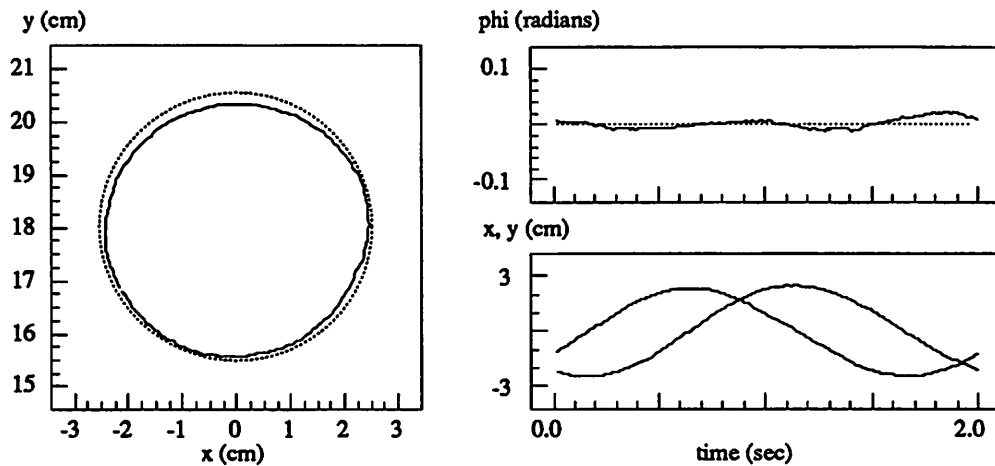 y (cm)
21
20
19
18
17
16
15
-3 -2 -1 0 1 2 3
x (cm)
phi (radians)
0.1
-0.1
x, y (cm)
3
-3
0.0 2.0
time (sec)